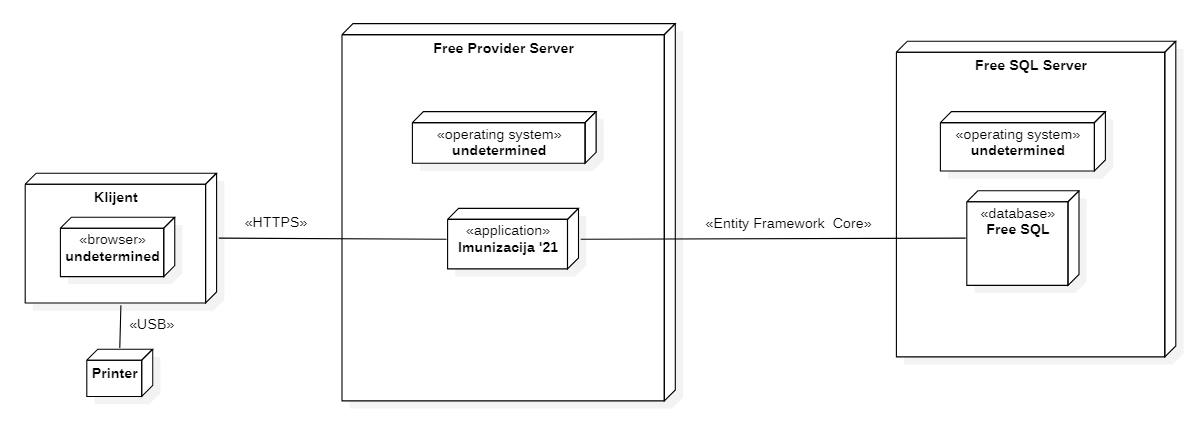 Klijent
«browser»
undetermined
«USB»
Printer
«HTTPS»
Free Provider Server
«operating system»
undetermined
«application»
Imunizacija '21
«Entity Framework  Core»
Free SQL Server
«operating system»
undetermined
«database»
Free SQL